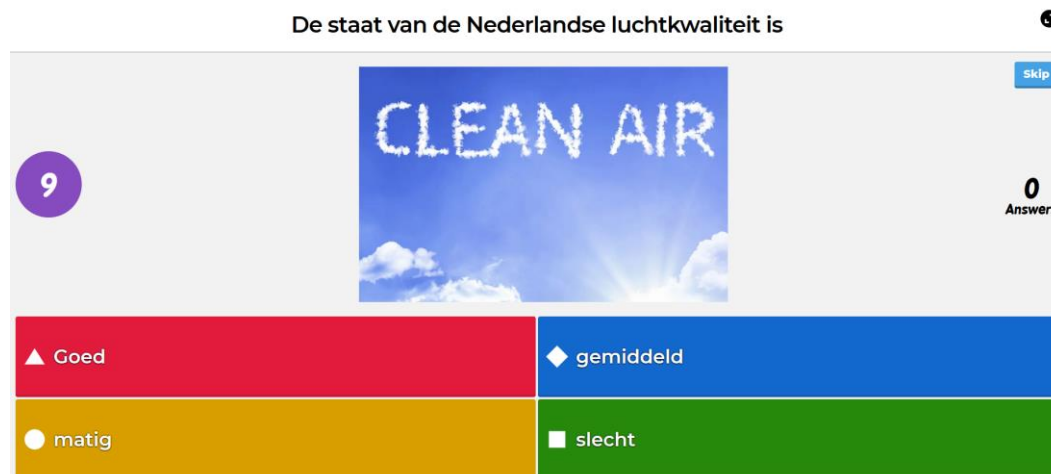 De staat van de Nederlandse luchtkwaliteit is
Skip
CLEAN AIR
9
0
Answer
Goed
gemiddeld
matig
slecht